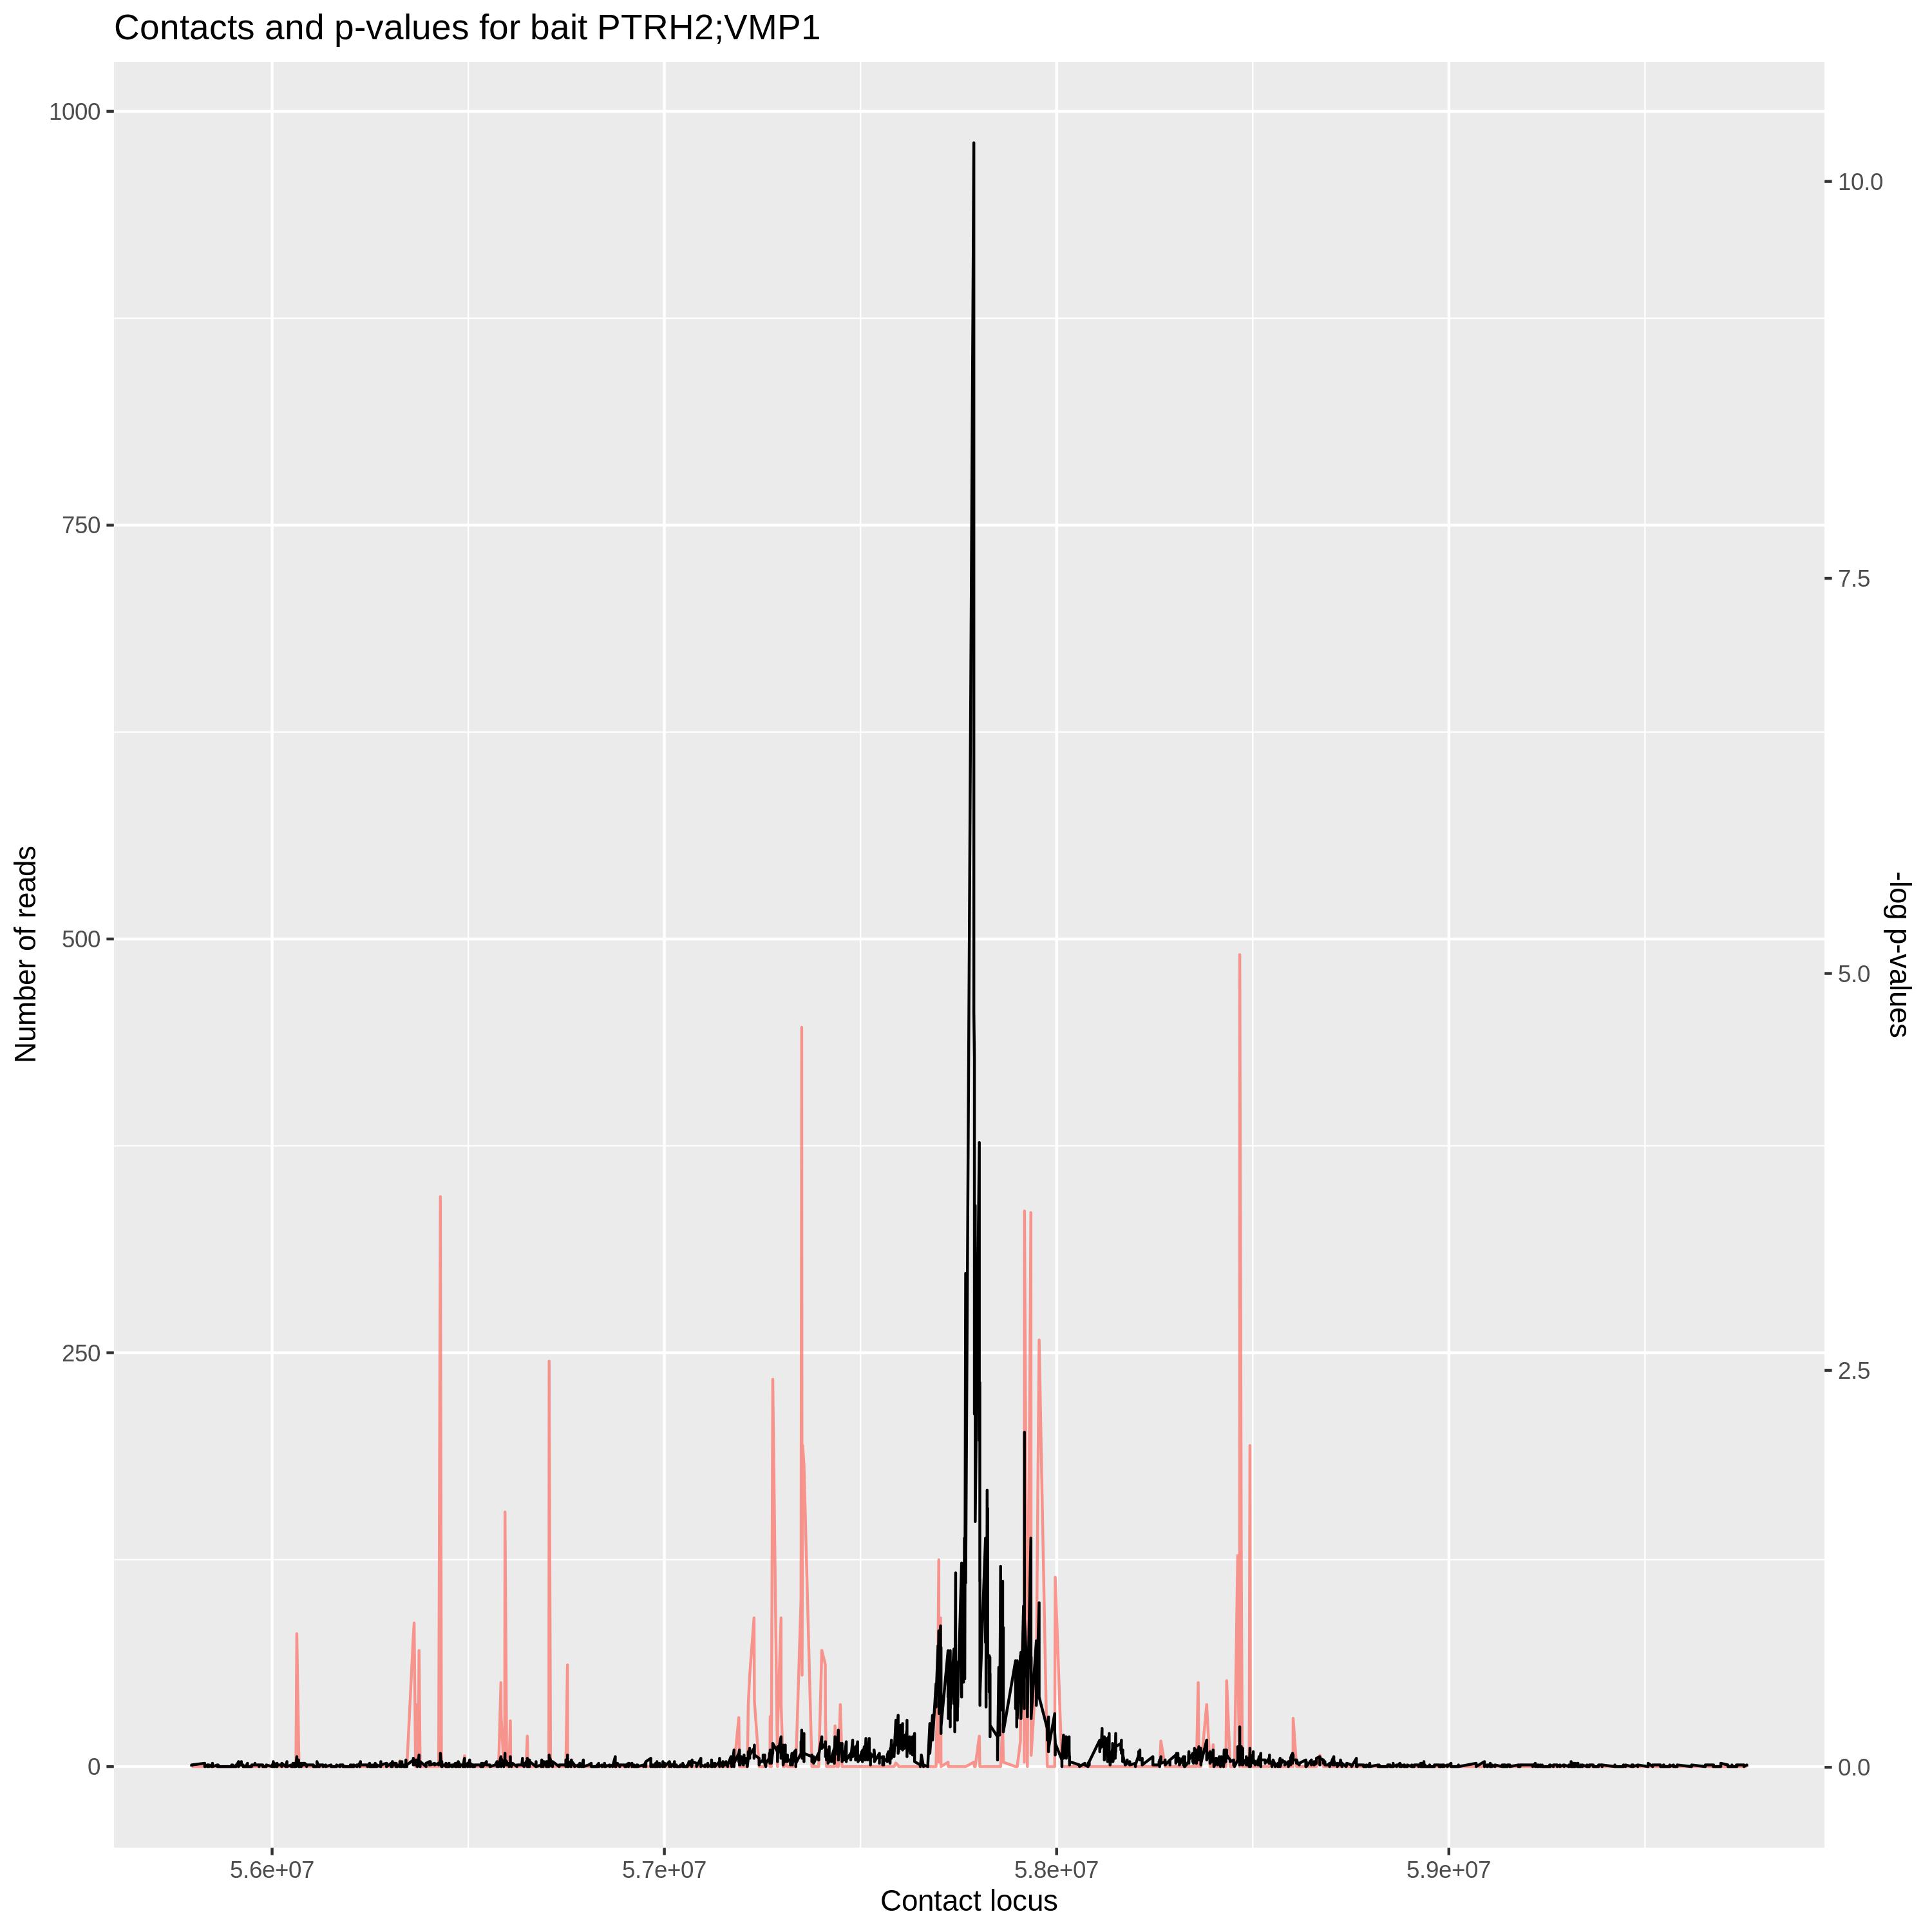 Contacts and p-values for bait PTRH2;VMP1
1000
750
500
250
0
Number of reads
10.0
7.5
5.0
2.5
0.0
-log p-values
5.6e+07
5.7e+07
5.8e+07
5.9e+07
Contact locus